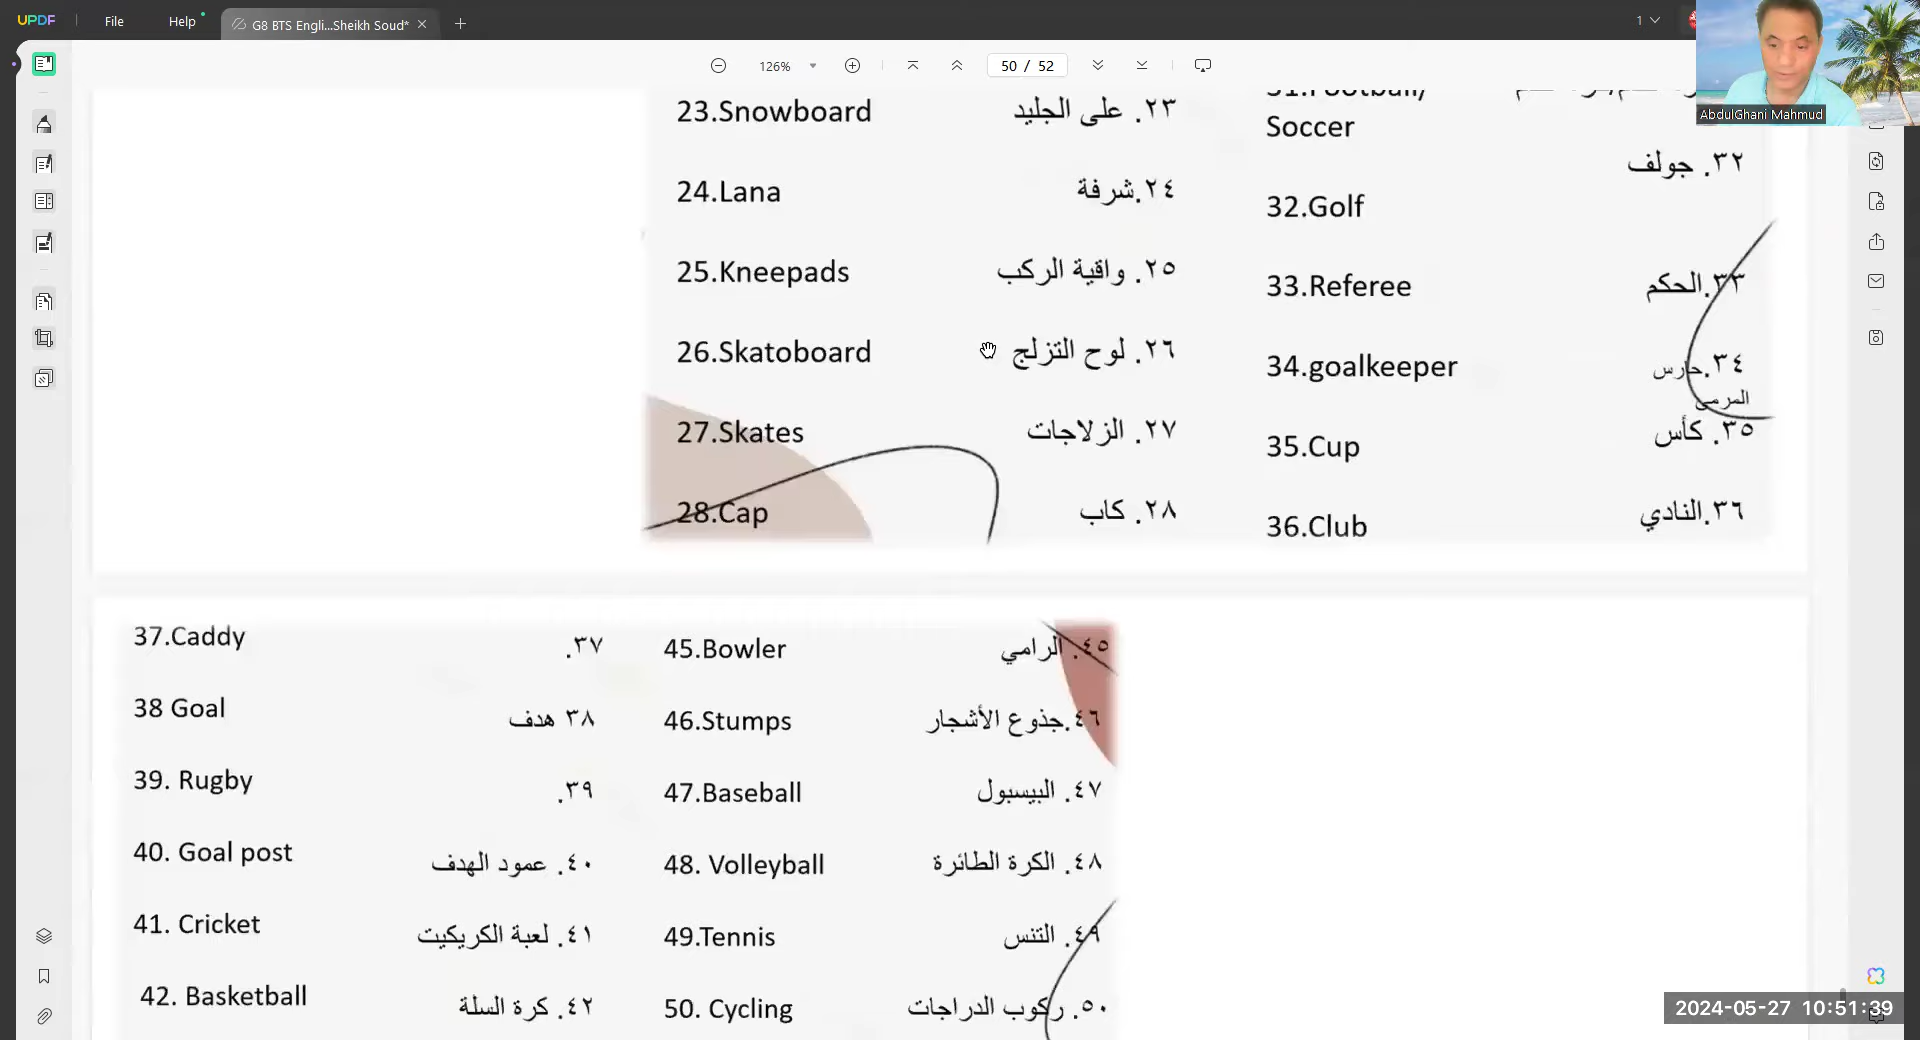 UPDF
File
Help
G8 BTS Engli...Sheikh Soud*
1
126%
50 / 52
AbdulGhani Mahmud
23.Snowboard
٢٣. على الجليد
24.Lana
٢٤.شرفة
25.Kneepads
٢٥. واقية الركب
26.Skatoboard
٢٦. لوح التزلج
27.Skates
٢٧. الزلاجات
28.Cap
٢٨. كاب
31.Football/
Soccer
٣٢. جولف
32.Golf
33.Referee
٣٣.الحكم
34.goalkeeper
٣٤.حارس
المرمى
35.Cup
٣٥. كأس
36.Club
٣٦.النادي
37.Caddy
٣٧.
38 Goal
٣٨ هدف
39. Rugby
٣٩.
40. Goal post
٤٠. عمود الهدف
41. Cricket
٤١. لعبة الكريكيت
42. Basketball
٤٢. كرة السلة
45.Bowler
٤٥. الرامي
46.Stumps
٤٦.جذوع الأشجار
47.Baseball
٤٧. البيسبول
48. Volleyball
٤٨. الكرة الطائرة
49.Tennis
٤٩. التنس
50. Cycling
٥٠. ركوب الدراجات
2024-05-27 10:51:39